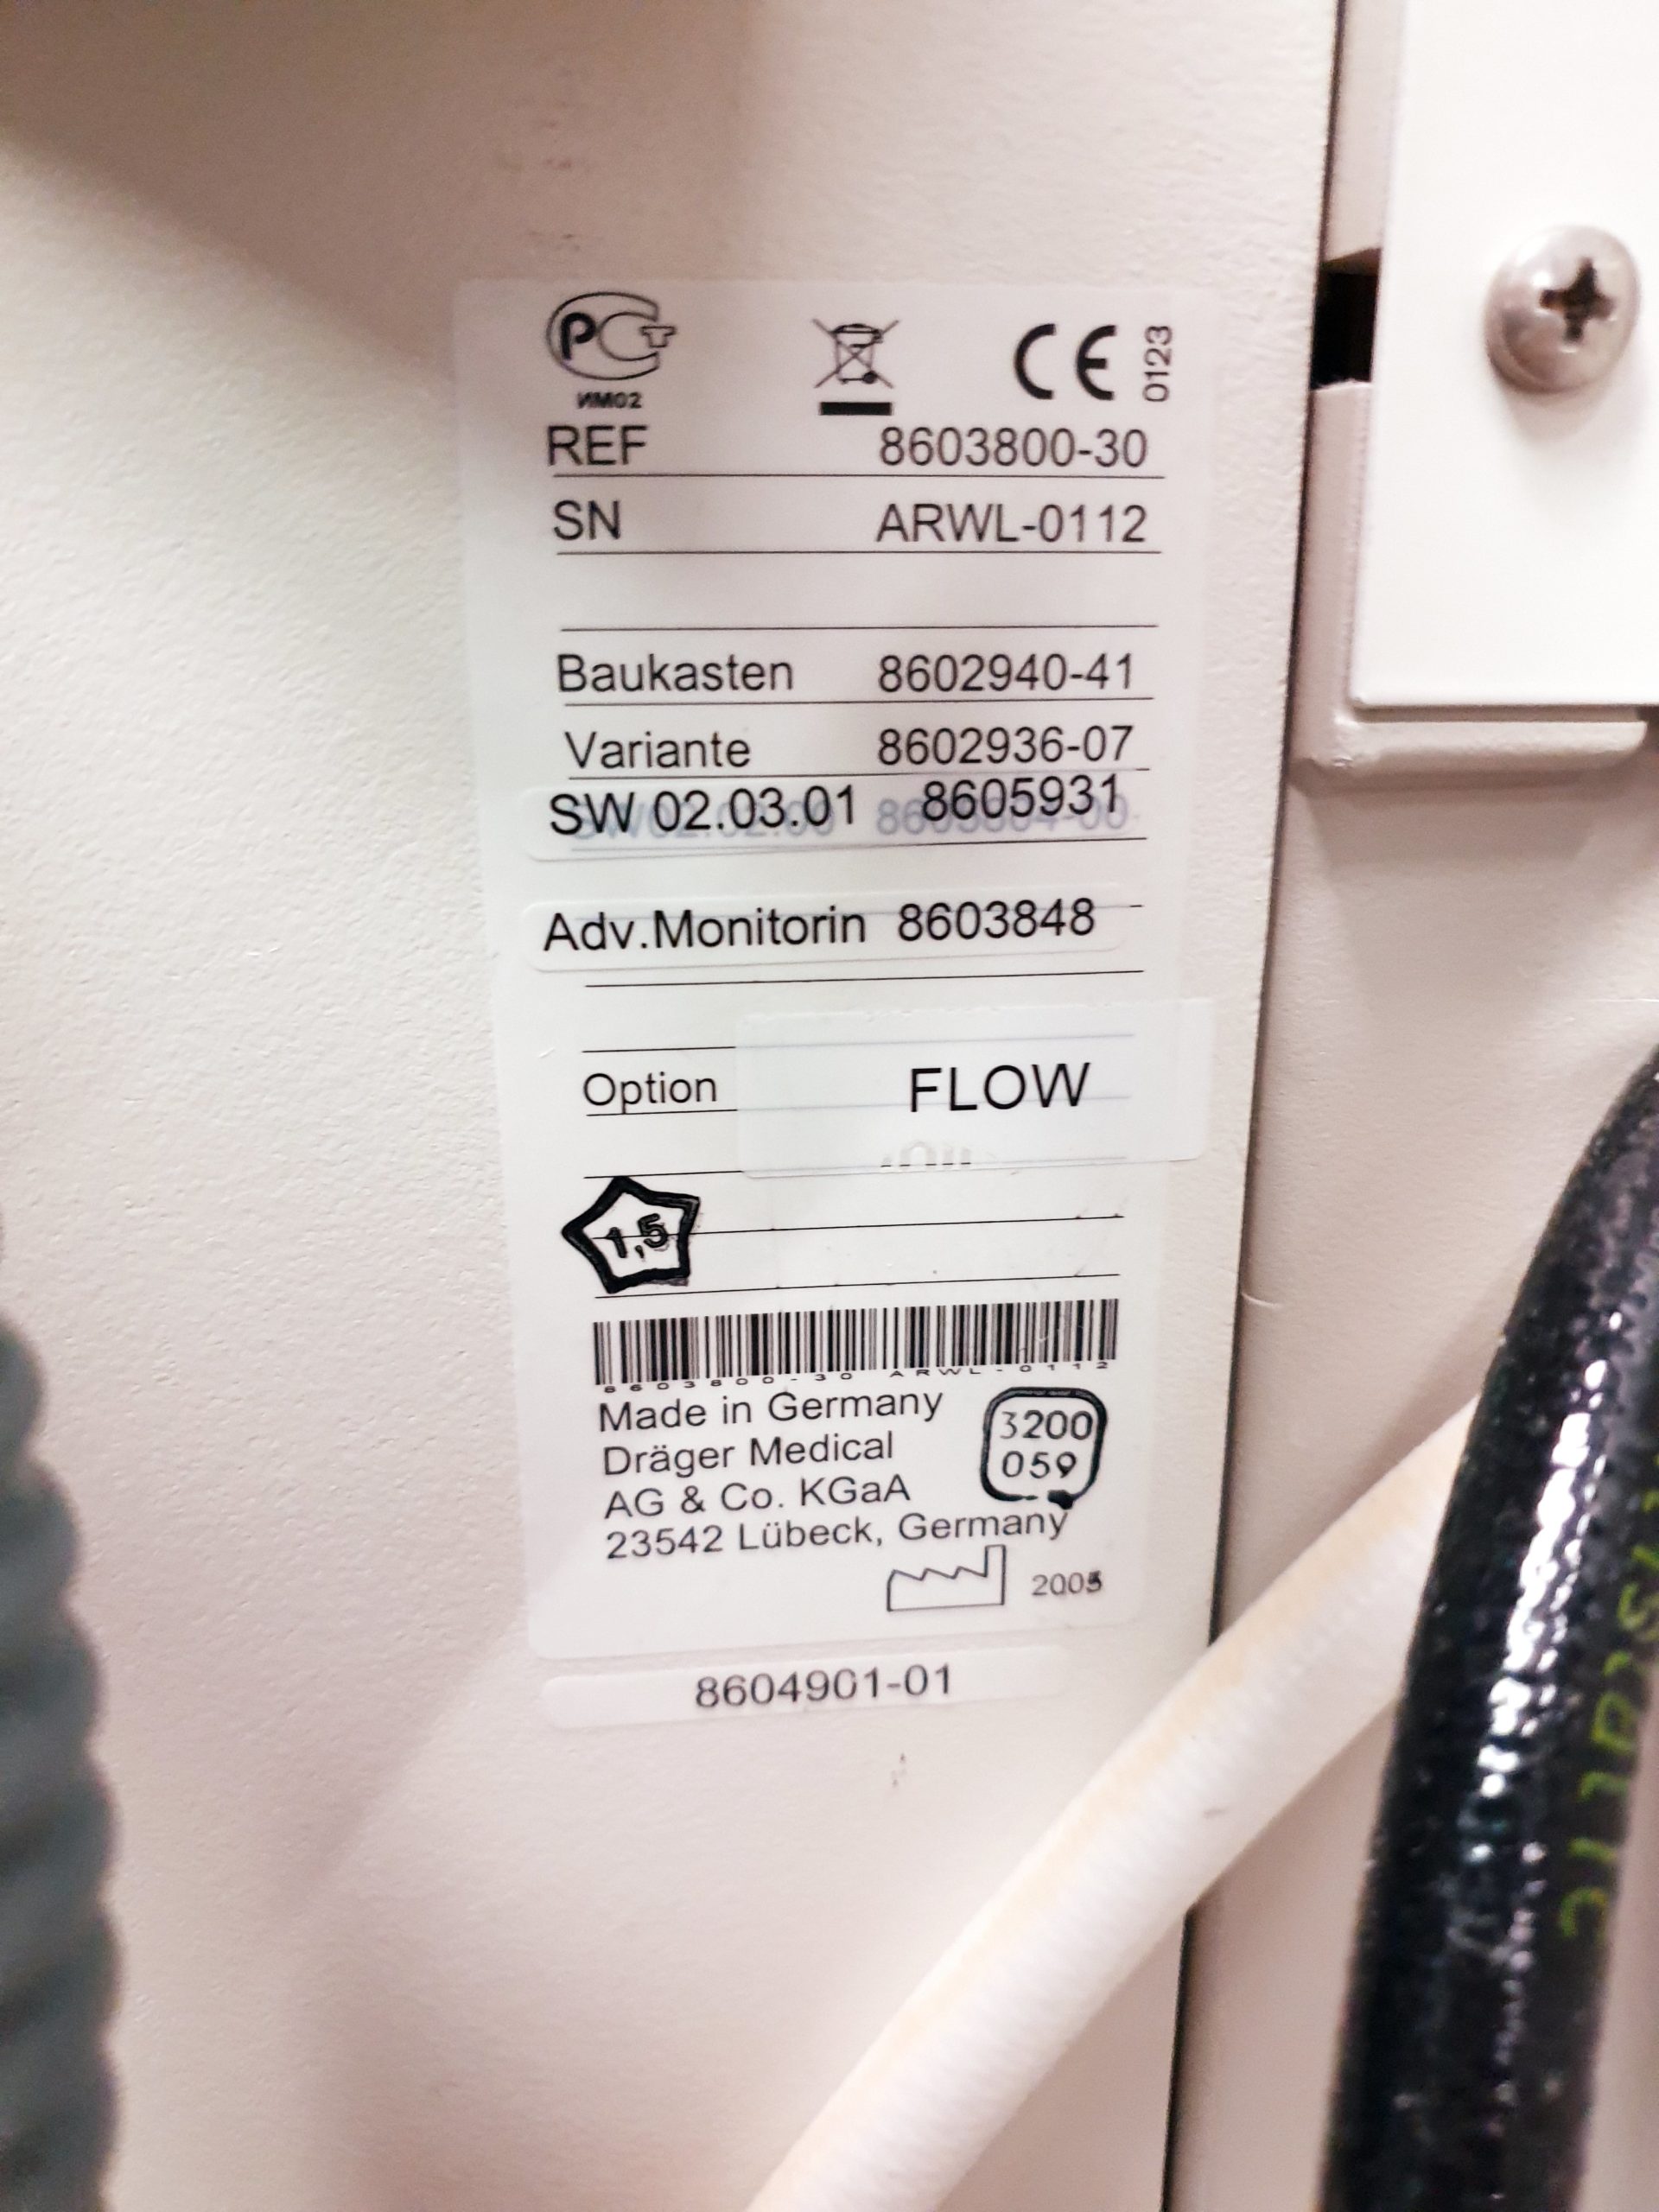 РСТ
ИМ02
CE 0123
REF 8603800-30
SN ARWL-0112
Baukasten 8602940-41
Variante 8602936-07
SW 02.03.01 8605931
Adv.Monitorin 8603848
Option FLOW
1,5
8603800-30 ARWL-0112
Made in Germany
Dräger Medical
AG & Co. KGaA
23542 Lübeck, Germany
3200
059
8604901-01